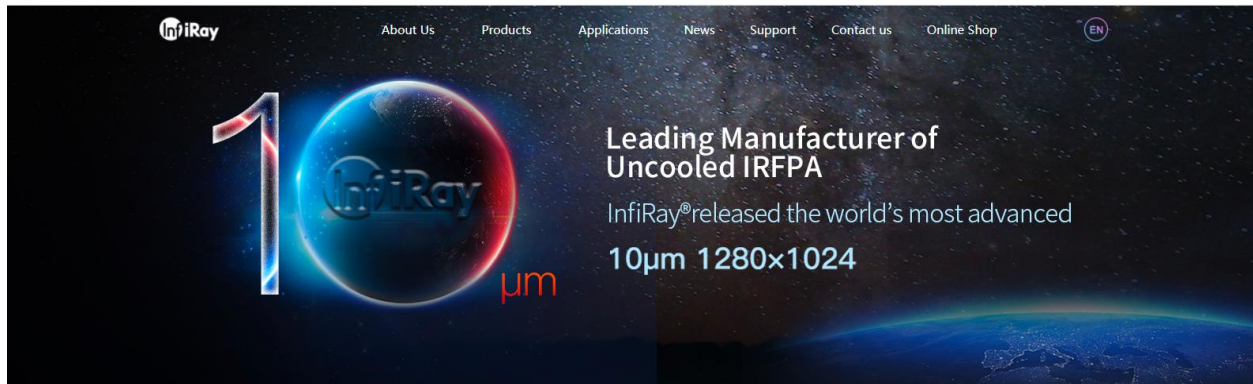 InfiRay
About Us
Products
Applications
News
Support
Contact us
Online Shop
EN
10
InfiRay
μm
Leading Manufacturer of
Uncooled IRFPA
InfiRay®released the world's most advanced
10μm 1280×1024